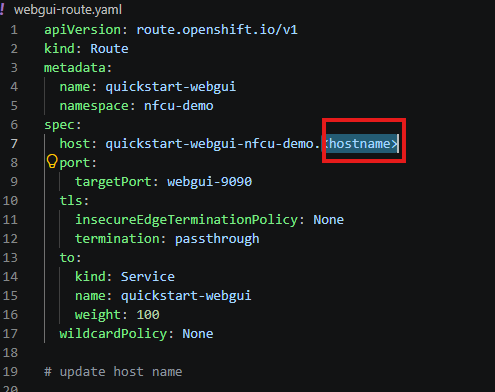 ! webgui-route.yaml
1 apiVersion: route.openshift.io/v1
2 kind: Route
3 metadata:
4 name: quickstart-webgui
5 namespace: nfcu-demo
6 spec:
7 host: quickstart-webgui-nfcu-demo.<hostname>
8 port:
9 targetPort: webgui-9090
10 tls:
11 insecureEdgeTerminationPolicy: None
12 termination: passthrough
13 to:
14 kind: Service
15 name: quickstart-webgui
16 weight: 100
17 wildcardPolicy: None
18
19 # update host name
20